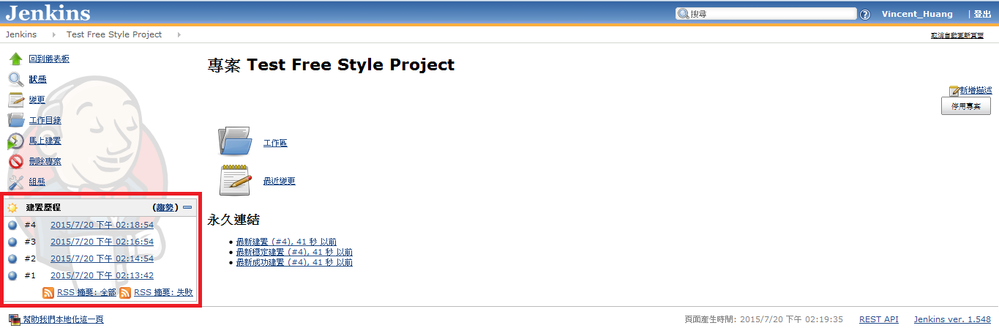 Jenkins
搜尋
Vincent_Huang | 登出
Jenkins Test Free Style Project
取消自動更新頁面
回到儀表板
狀態
變更
工作目錄
馬上建置
刪除專案
組態
建置歷程 (趨勢)
#4 2015/7/20 下午 02:18:54
#3 2015/7/20 下午 02:16:54
#2 2015/7/20 下午 02:14:54
#1 2015/7/20 下午 02:13:42
RSS 摘要: 全部 RSS 摘要: 失敗
專案 Test Free Style Project
新增描述
停用專案
工作區
最近變更
永久連結
最新建置 (#4), 41 秒 以前
最新穩定建置 (#4), 41 秒 以前
最新成功建置 (#4), 41 秒 以前
幫助我們本地化這一頁
頁面產生時間: 2015/7/20 下午 02:19:35 REST API Jenkins ver. 1.548